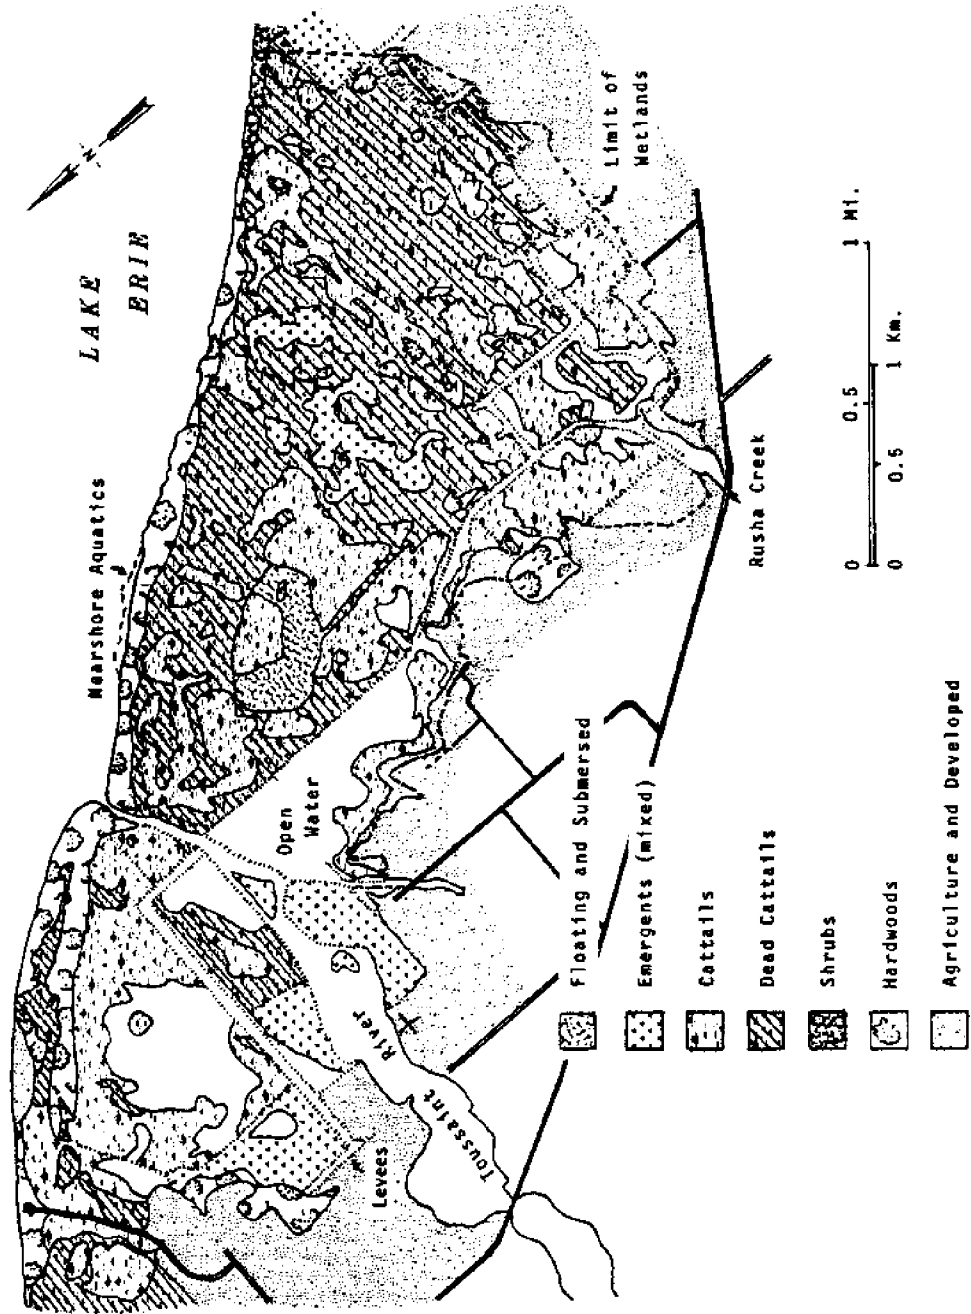 LAKE
ERIE
N
Nearshore Aquatics
Limit of
Wetlands
Open
Water
River
Toussaint
Levees
Rusha Creek
0 0.5 1 Mi.
0 0.5 1 Km.
Floating and Submersed
Emergents (mixed)
Cattails
Dead Cattails
Shrubs
Hardwoods
Agriculture and Developed